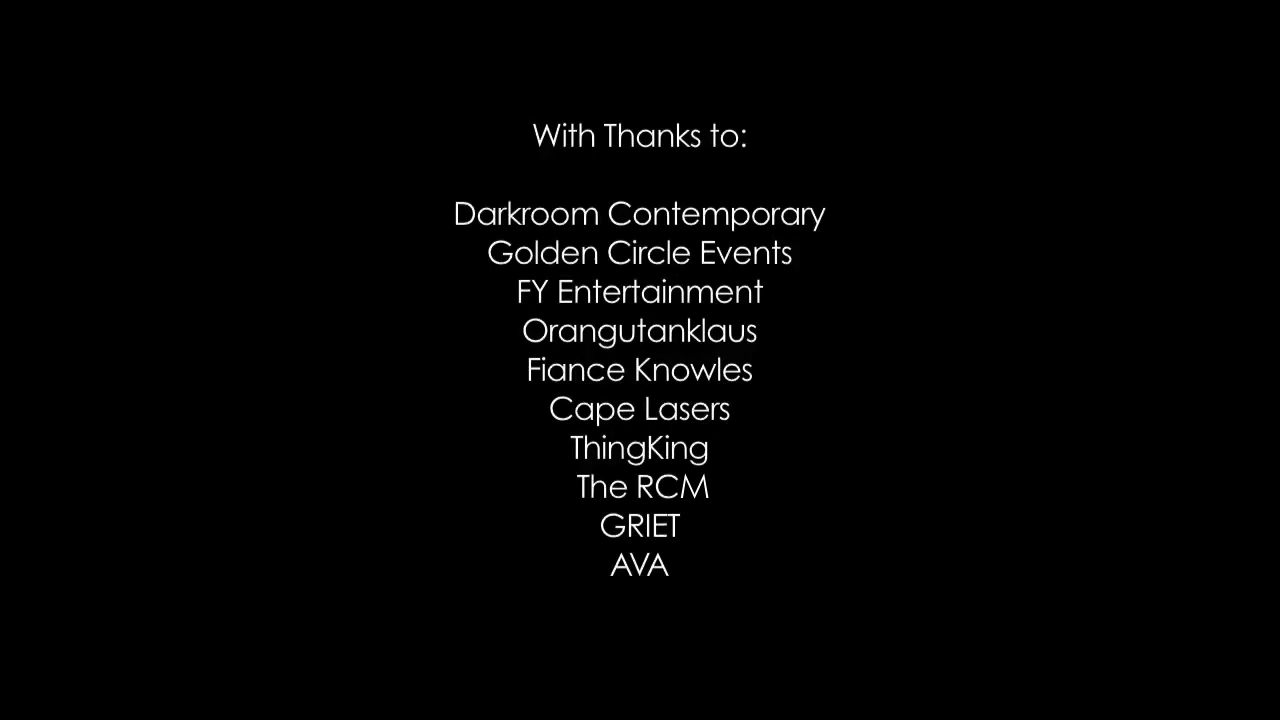 With Thanks to:
Darkroom Contemporary
Golden Circle Events
FY Entertainment
Orangutanklaus
Fiance Knowles
Cape Lasers
ThingKing
The RCM
GRIET
AVA